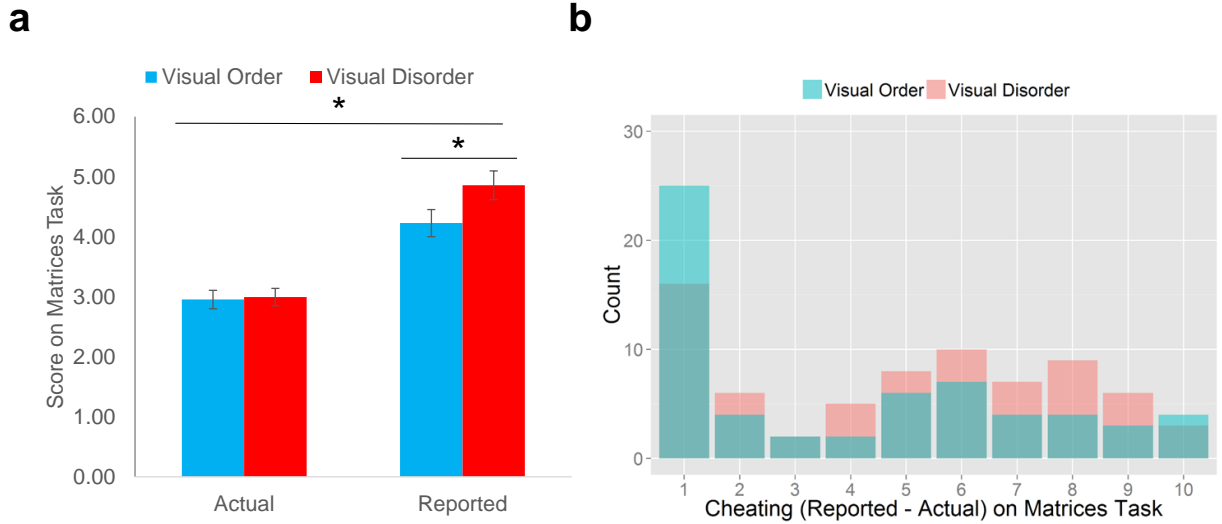 a
Visual Order Visual Disorder
*
*
Score on Matrices Task
6.00
5.00
4.00
3.00
2.00
1.00
0.00
Actual Reported
b
Visual Order Visual Disorder
Count
30
20
10
0
1 2 3 4 5 6 7 8 9 10
Cheating (Reported - Actual) on Matrices Task